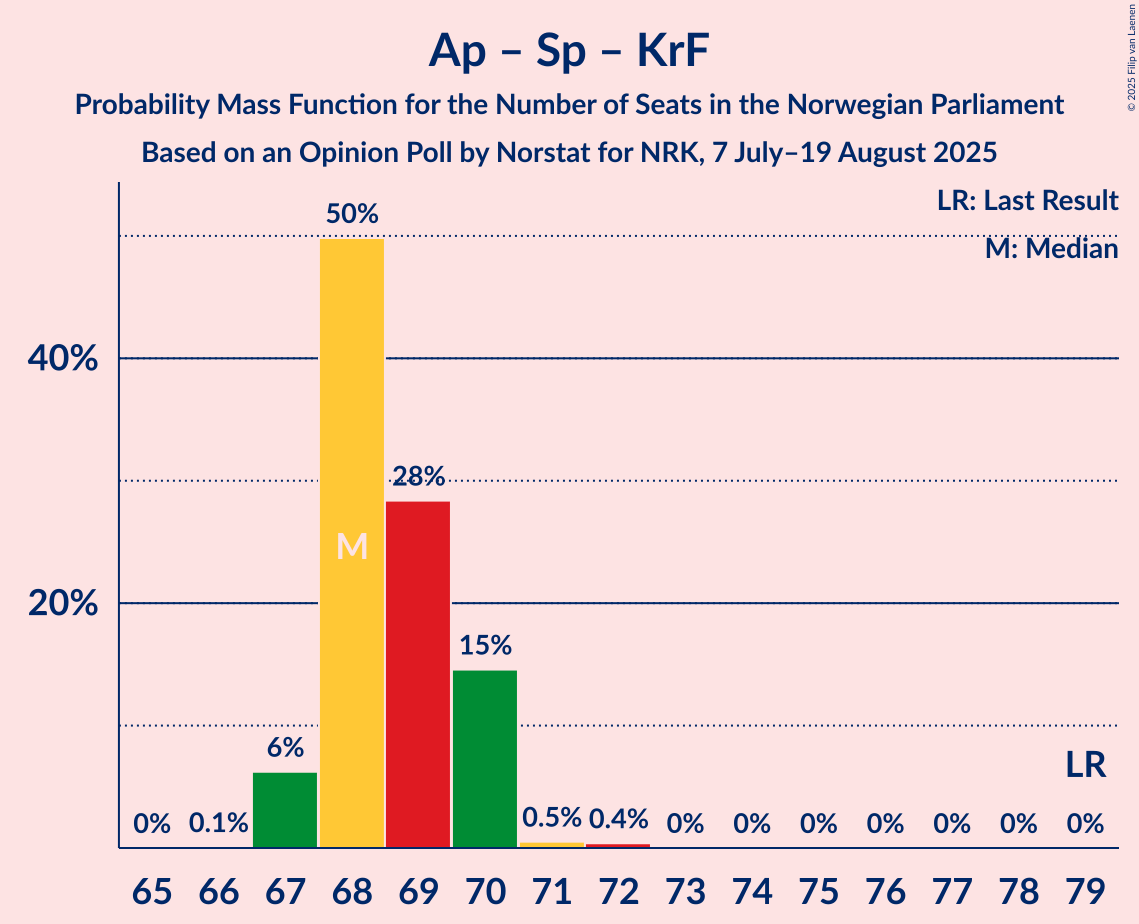 Ap – Sp – KrF
Probability Mass Function for the Number of Seats in the Norwegian Parliament
Based on an Opinion Poll by Norstat for NRK, 7 July–19 August 2025
© 2025 Filip van Laenen
LR: Last Result
M: Median
50%
40%
28%
M
20%
15%
6%
LR
0% 0.1% 0.5% 0.4% 0% 0% 0% 0% 0% 0% 0%
65 66 67 68 69 70 71 72 73 74 75 76 77 78 79